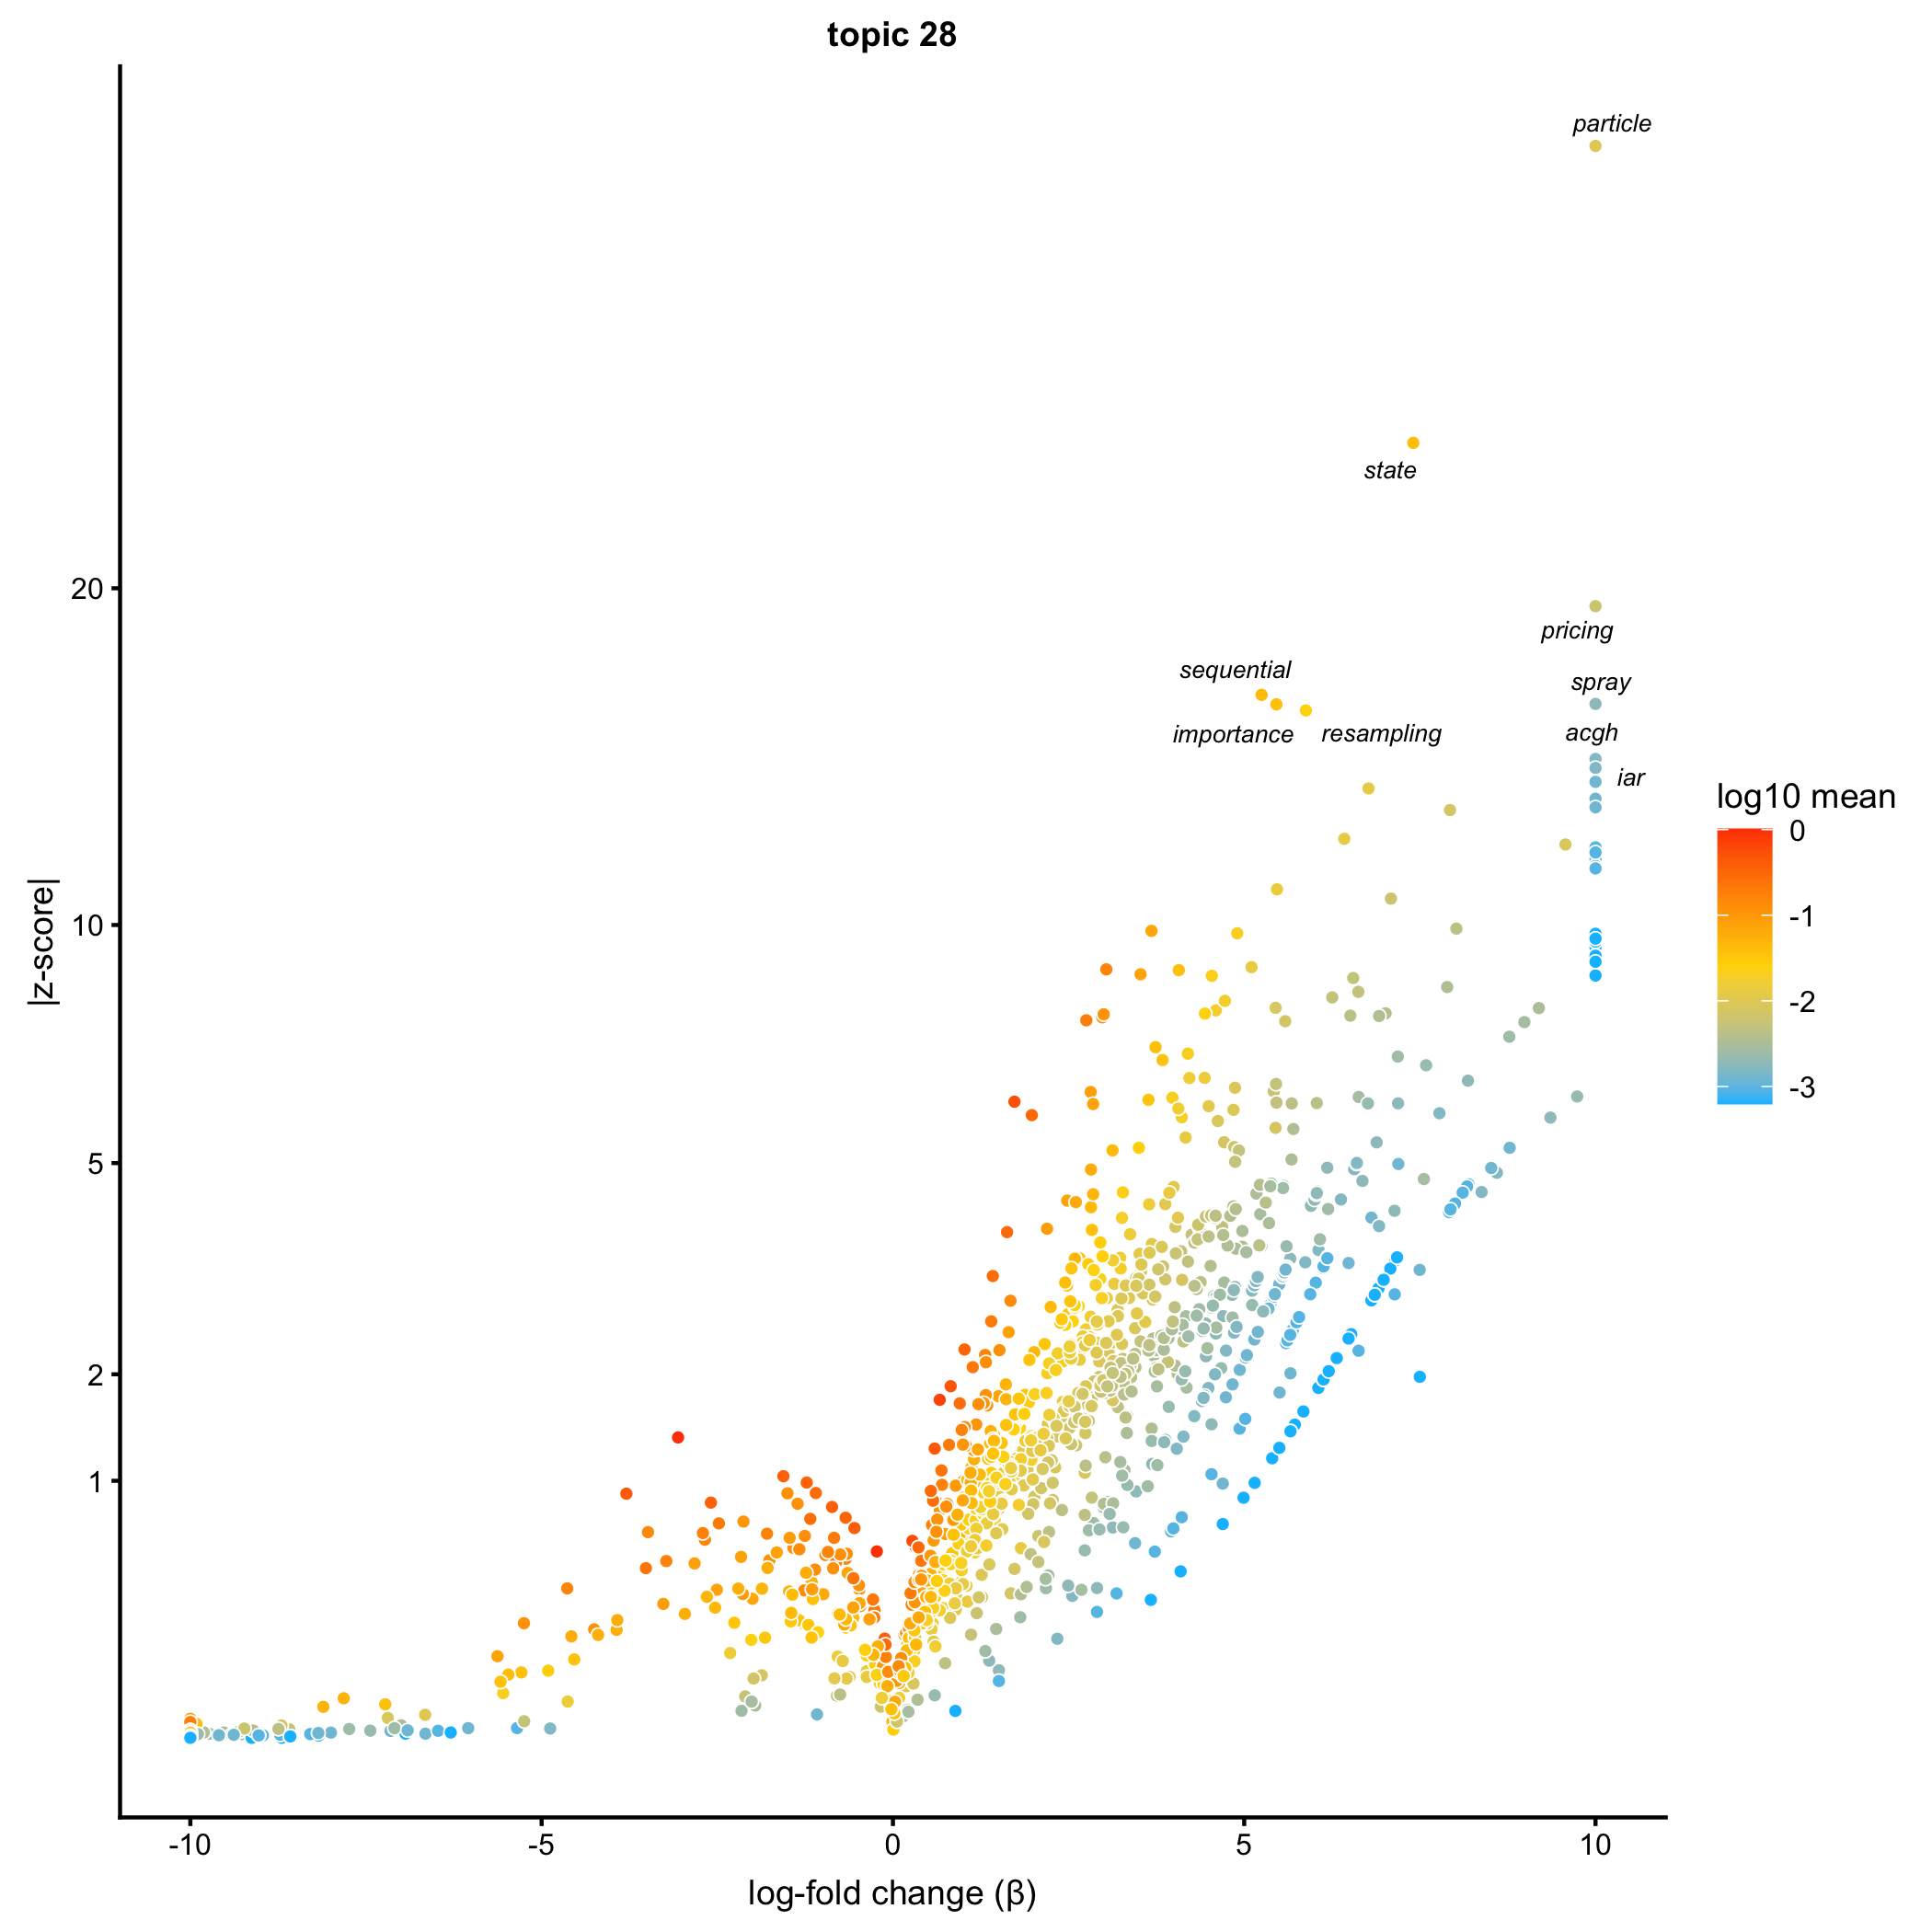 topic 28
particle
state
20
pricing
sequential
spray
importance
resampling
acgh
iar
log10 mean
0
-1
-2
-3
|z-score|
10
5
2
1
-10
-5
0
5
10
log-fold change (β)